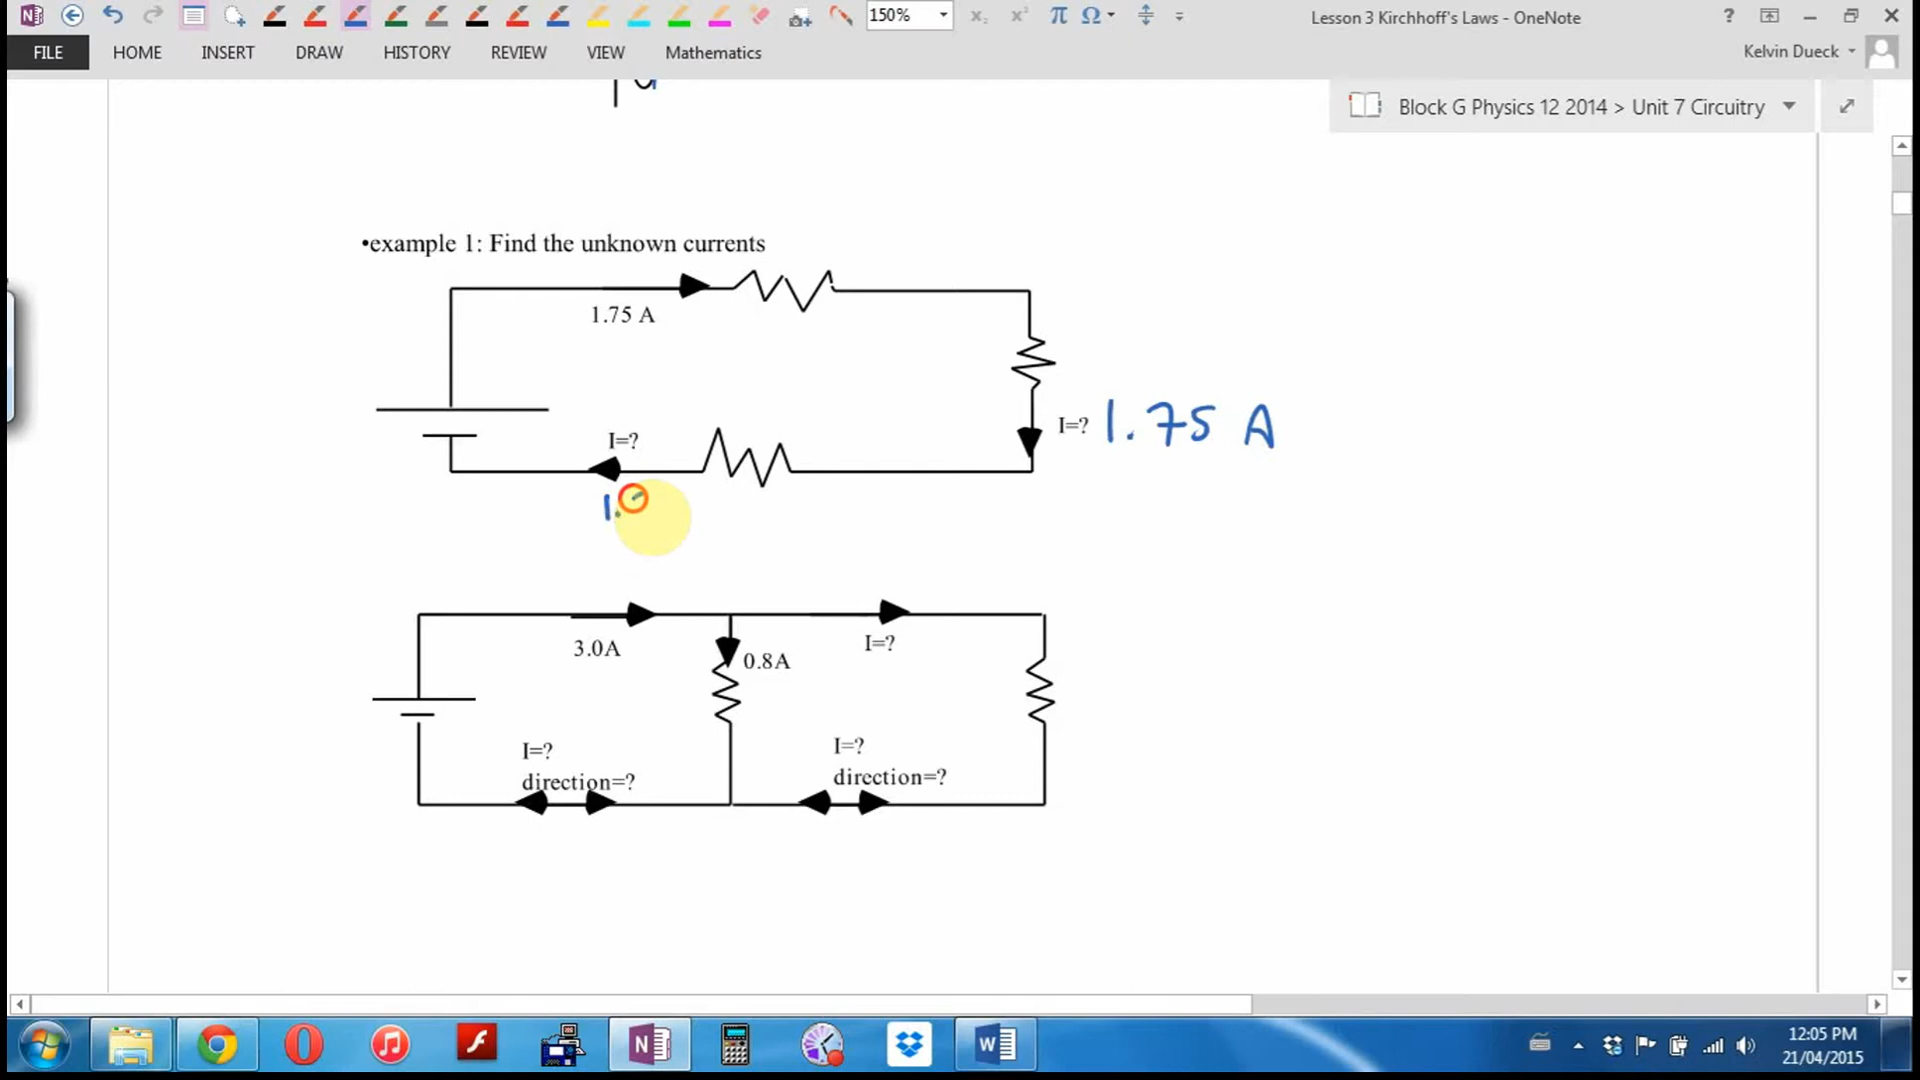 150%
Lesson 3 Kirchhoff's Laws - OneNote
FILE HOME INSERT DRAW HISTORY REVIEW VIEW Mathematics
Kelvin Dueck
Block G Physics 12 2014 > Unit 7 Circuitry
•example 1: Find the unknown currents
1.75 A
I=? 1.75 A
I=?
1.
3.0A
I=?
0.8A
I=?
direction=?
I=?
direction=?
12:05 PM
21/04/2015